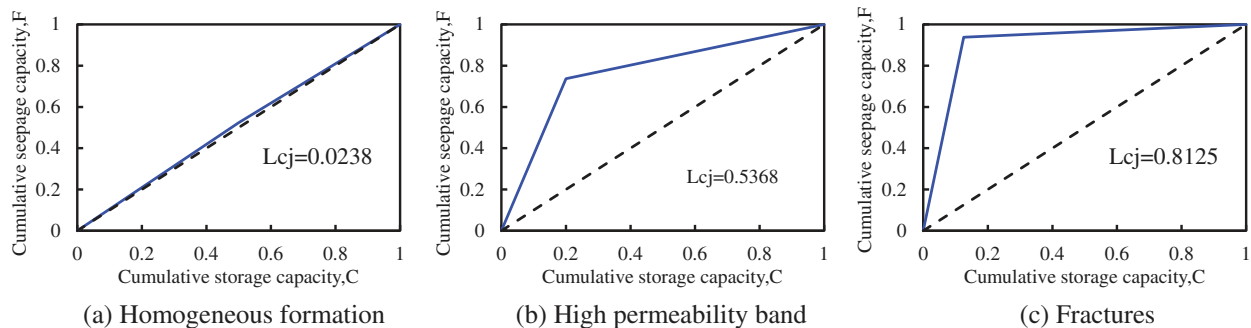 Cumulative seepage capacity,F
1
0.8
0.6
0.4
0.2
0
Lcj=0.0238
0 0.2 0.4 0.6 0.8 1
Cumulative storage capacity,C
(a) Homogeneous formation
Cumulative seepage capacity,F
1
0.8
0.6
0.4
0.2
0
Lcj=0.5368
0 0.2 0.4 0.6 0.8 1
Cumulative storage capacity,C
(b) High permeability band
Cumulative seepage capacity,F
1
0.8
0.6
0.4
0.2
0
Lcj=0.8125
0 0.2 0.4 0.6 0.8 1
Cumulative storage capacity,C
(c) Fractures